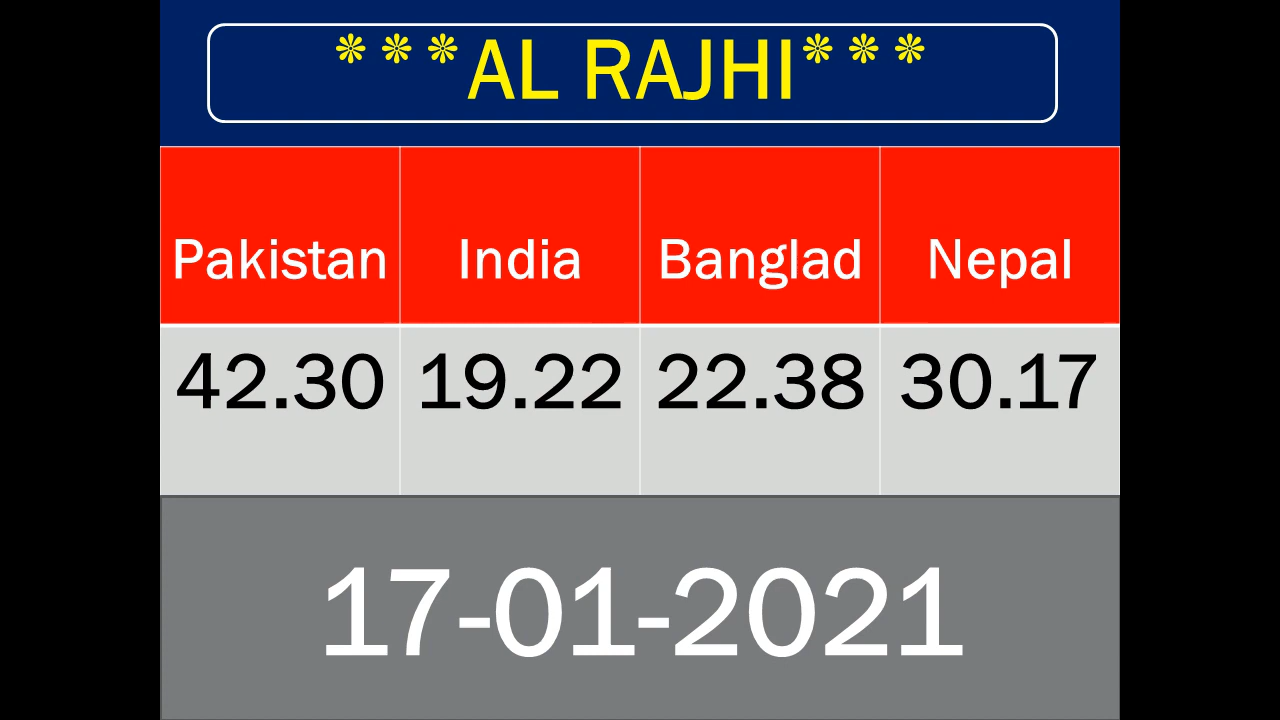 ***AL RAJHI***
Pakistan India Banglad Nepal
42.30 19.22 22.38 30.17
17-01-2021